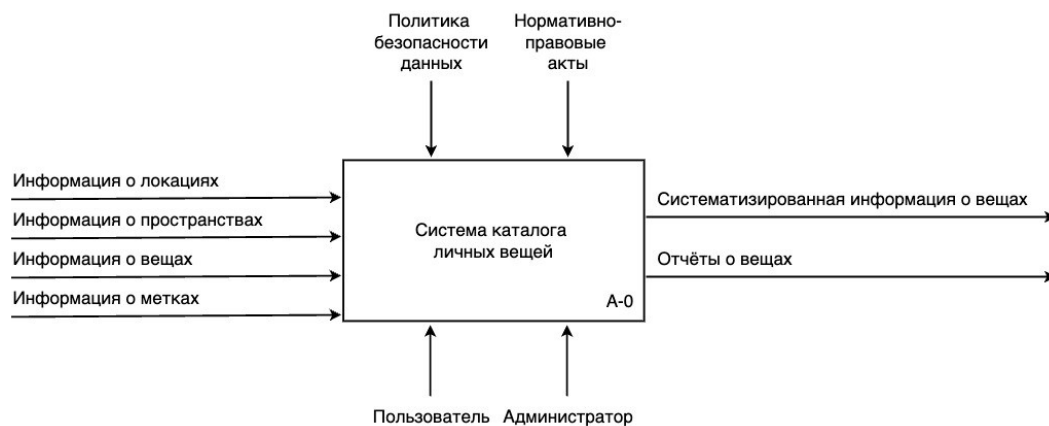 Политика
безопасности
данных
Нормативно-
правовые
акты
Информация о локациях
Информация о пространствах
Информация о вещах
Информация о метках
Система каталога
личных вещей
A-0
Систематизированная информация о вещах
Отчёты о вещах
Пользователь
Администратор